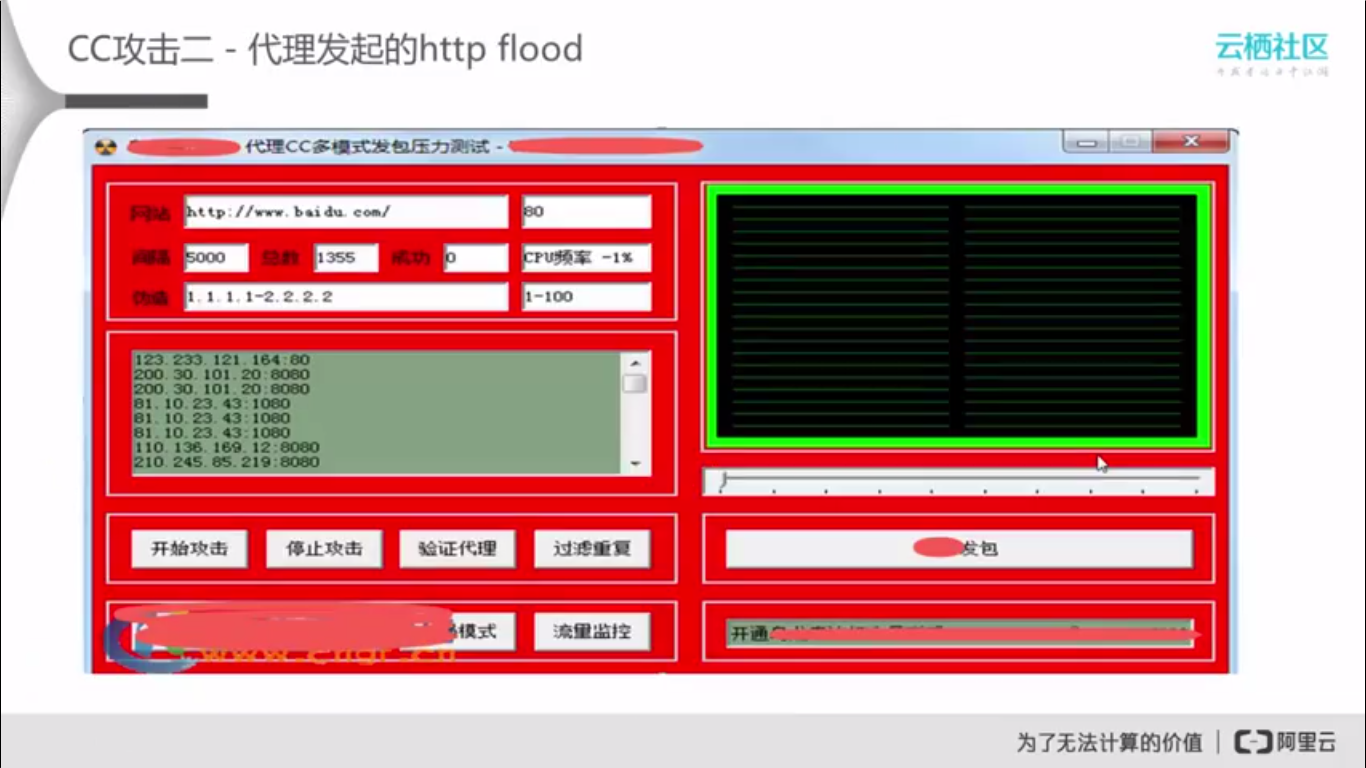 CC攻击二 - 代理发起的http flood
云栖社区
代理CC多模式发包压力测试 -
网站 http://www.baidu.com/ 80
间隔 5000 总数 1355 成功 0 CPU频率 -1%
伪造 1.1.1.1-2.2.2.2 1-100
123.233.121.164:80
200.30.101.20:8080
200.30.101.20:8080
81.10.23.43:1080
81.10.23.43:1080
81.10.23.43:1080
110.136.169.12:8080
210.245.85.219:8080
开始攻击 停止攻击 验证代理 过滤重复
发包
模式 流量监控
开通
www.cngr.cn
为了无法计算的价值 | 阿里云